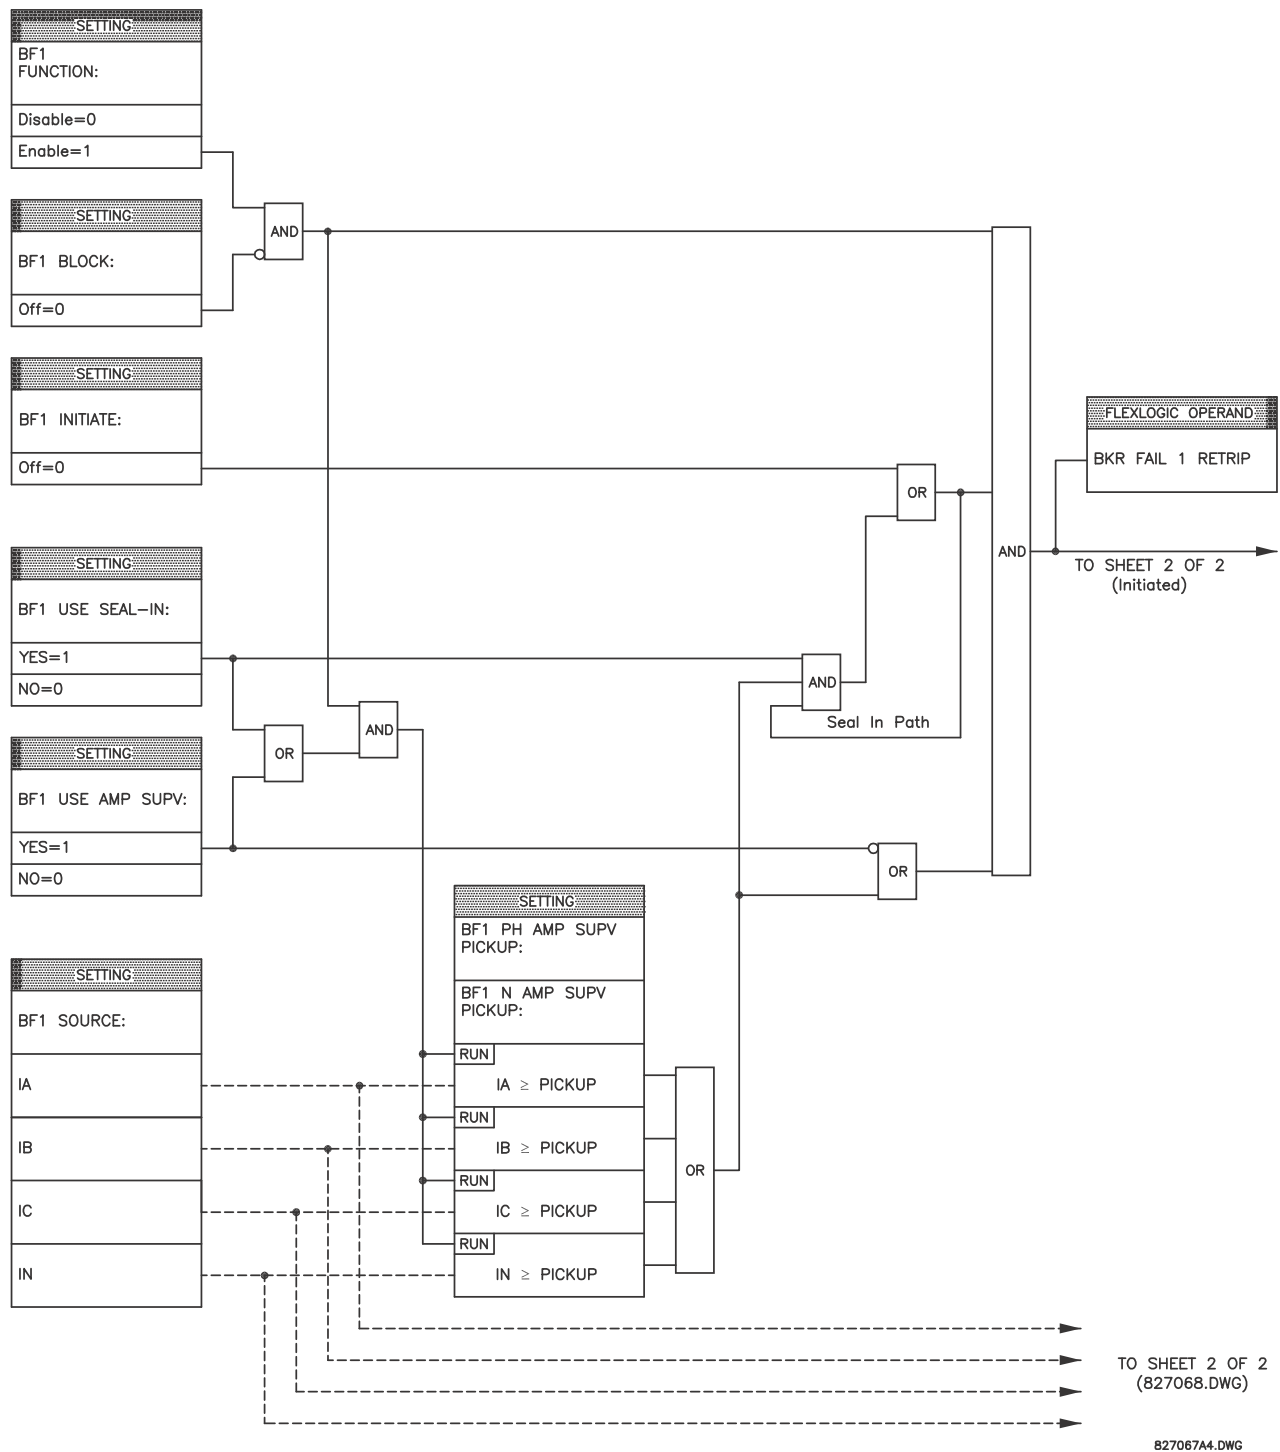 SETTING
BF1
FUNCTION:
Disable=0
Enable=1
SETTING
BF1 BLOCK:
Off=0
AND
SETTING
BF1 INITIATE:
Off=0
OR
FLEXLOGIC OPERAND
BKR FAIL 1 RETRIP
AND
TO SHEET 2 OF 2
(Initiated)
SETTING
BF1 USE SEAL-IN:
YES=1
NO=0
AND
Seal In Path
AND
OR
SETTING
BF1 USE AMP SUPV:
YES=1
NO=0
OR
SETTING
BF1 PH AMP SUPV
PICKUP:
BF1 N AMP SUPV
PICKUP:
RUN
IA ≥ PICKUP
RUN
IB ≥ PICKUP
RUN
IC ≥ PICKUP
RUN
IN ≥ PICKUP
OR
SETTING
BF1 SOURCE:
IA
IB
IC
IN
TO SHEET 2 OF 2
(827068.DWG)
827067A4.DWG